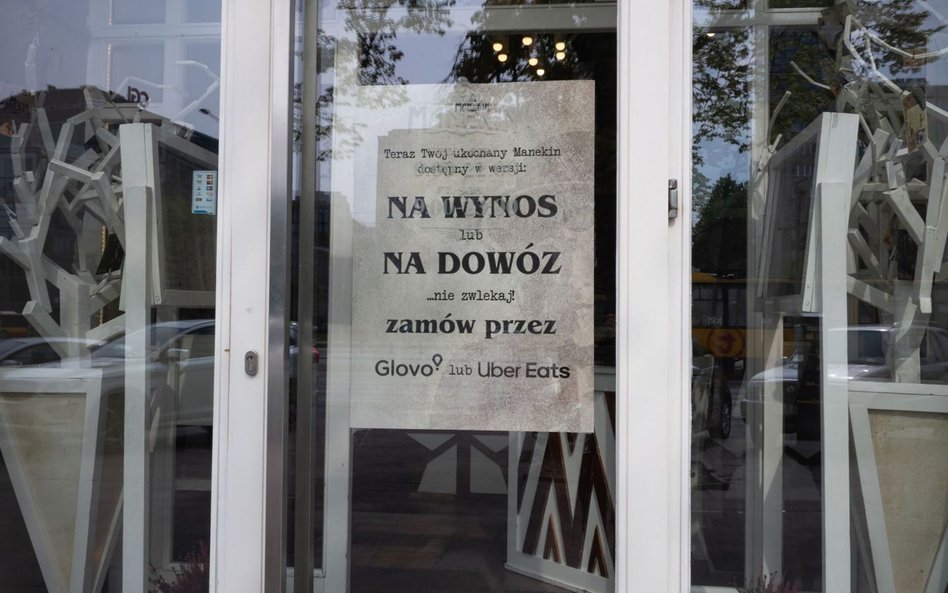 Teraz Twój ukochany Manekin
dostępny w wersji:
NA WYNOS
lub
NA DOWÓZ
...nie zwlekaj!
zamów przez
Glovo lub Uber Eats